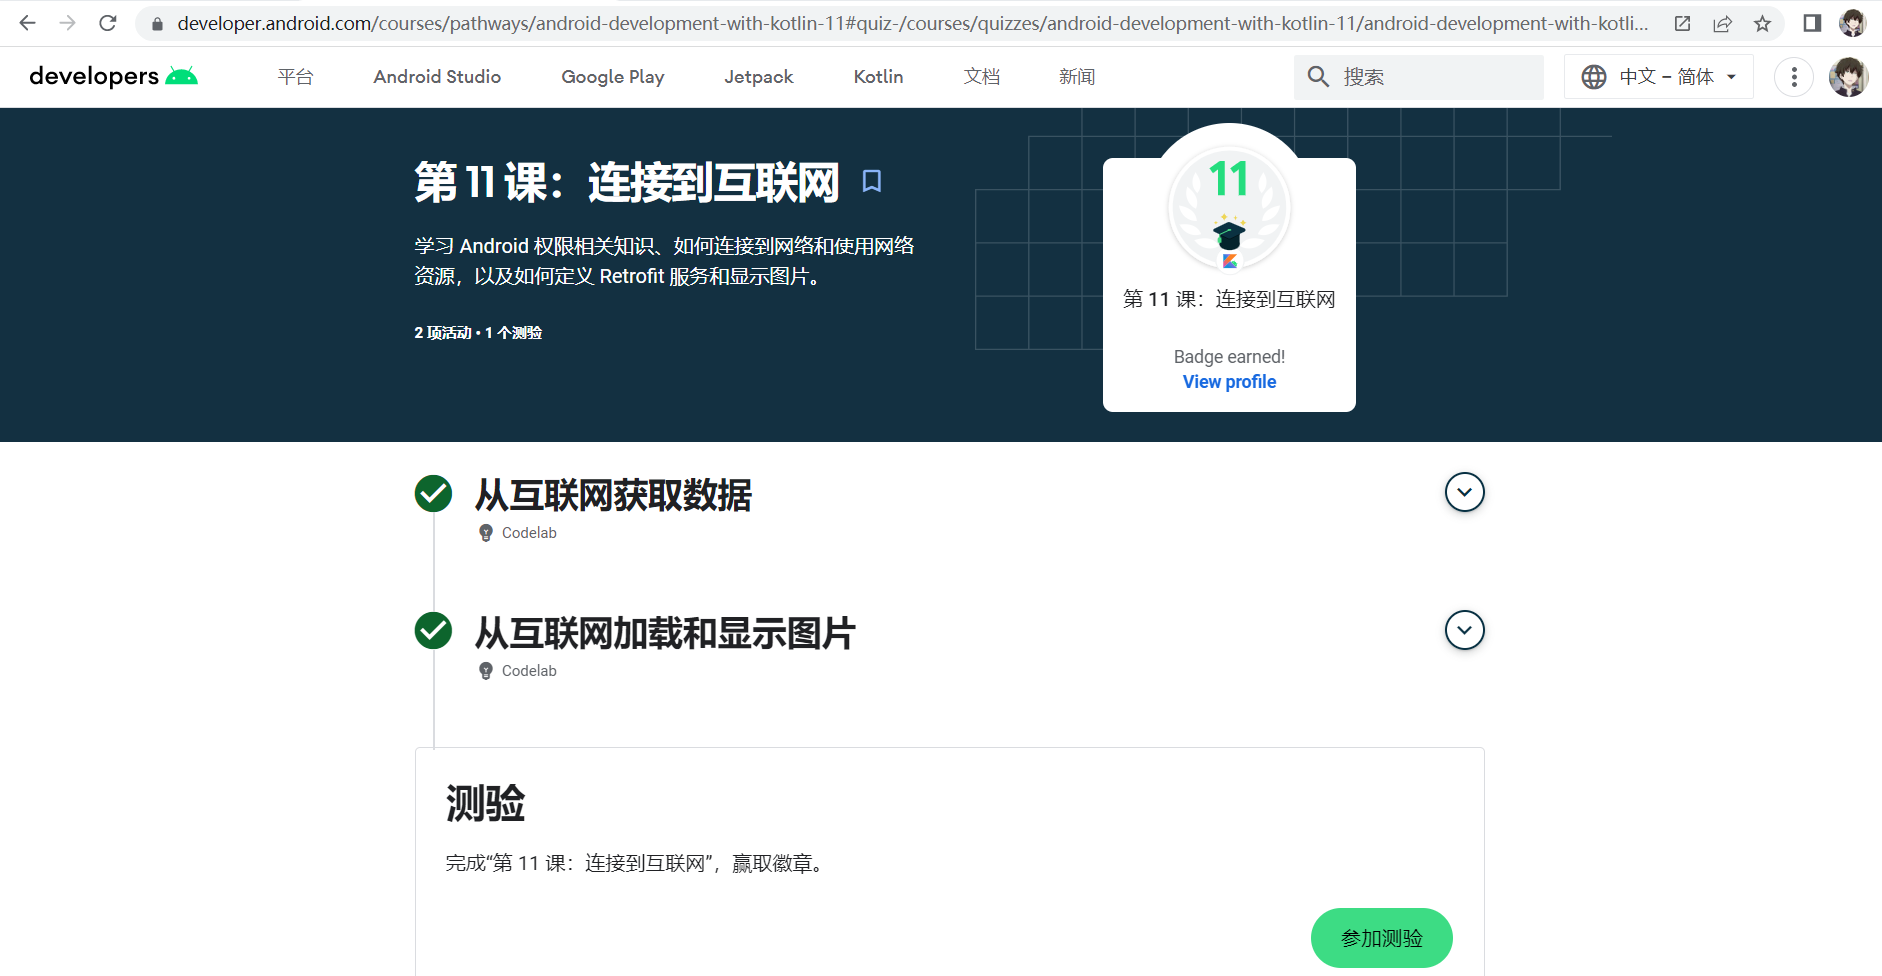 developer.android.com/courses/pathways/android-development-with-kotlin-11#quiz-/courses/quizzes/android-development-with-kotlin-11/android-development-with-kotli...
developers
平台
Android Studio
Google Play
Jetpack
Kotlin
文档
新闻
搜索
中文 – 简体
第 11 课：连接到互联网
学习 Android 权限相关知识、如何连接到网络和使用网络
资源，以及如何定义 Retrofit 服务和显示图片。
2 项活动 • 1 个测验
11
第 11 课：连接到互联网
Badge earned!
View profile
从互联网获取数据
Codelab
从互联网加载和显示图片
Codelab
测验
完成“第 11 课：连接到互联网”，赢取徽章。
参加测验